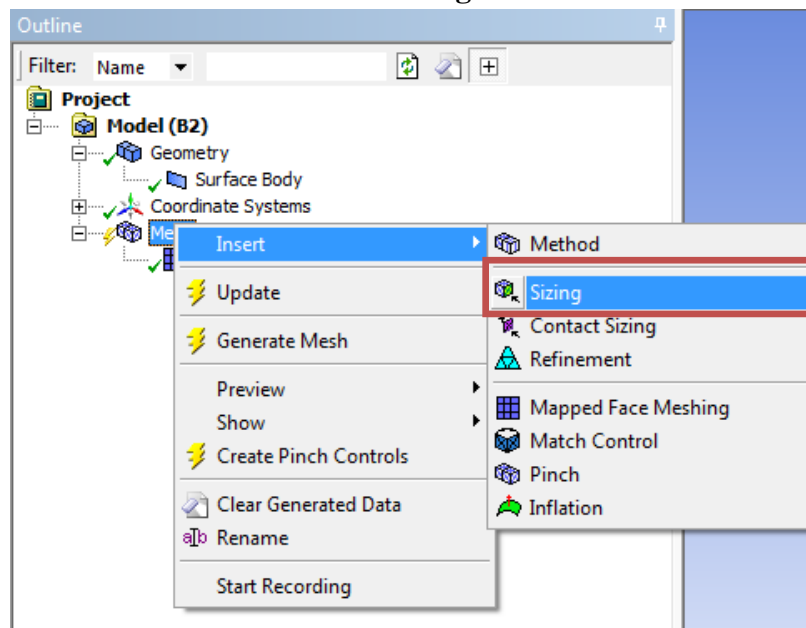 Outline
Filter: Name
Project
Model (B2)
Geometry
Surface Body
Coordinate Systems
Me
Insert
Update
Generate Mesh
Preview
Show
Create Pinch Controls
Clear Generated Data
a]b Rename
Start Recording
Method
Sizing
Contact Sizing
Refinement
Mapped Face Meshing
Match Control
Pinch
Inflation